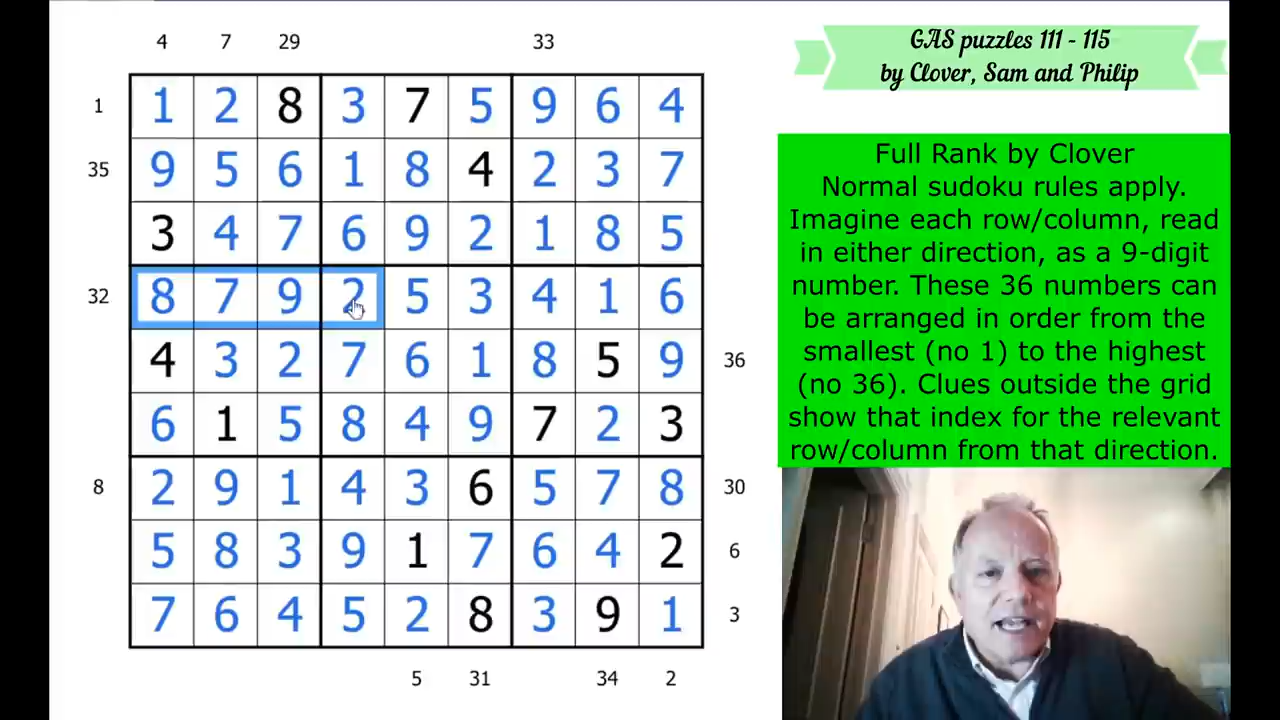 GAS puzzles 111 - 115
by Clover, Sam and Philip
4 7 29 33
1 1 2 8 3 7 5 9 6 4
35 9 5 6 1 8 4 2 3 7
3 4 7 6 9 2 1 8 5
32 8 7 9 2 5 3 4 1 6
4 3 2 7 6 1 8 5 9 36
6 1 5 8 4 9 7 2 3
8 2 9 1 4 3 6 5 7 8 30
5 8 3 9 1 7 6 4 2 6
7 6 4 5 2 8 3 9 1 3
5 31 34 2
Full Rank by Clover
Normal sudoku rules apply.
Imagine each row/column, read
in either direction, as a 9-digit
number. These 36 numbers can
be arranged in order from the
smallest (no 1) to the highest
(no 36). Clues outside the grid
show that index for the relevant
row/column from that direction.